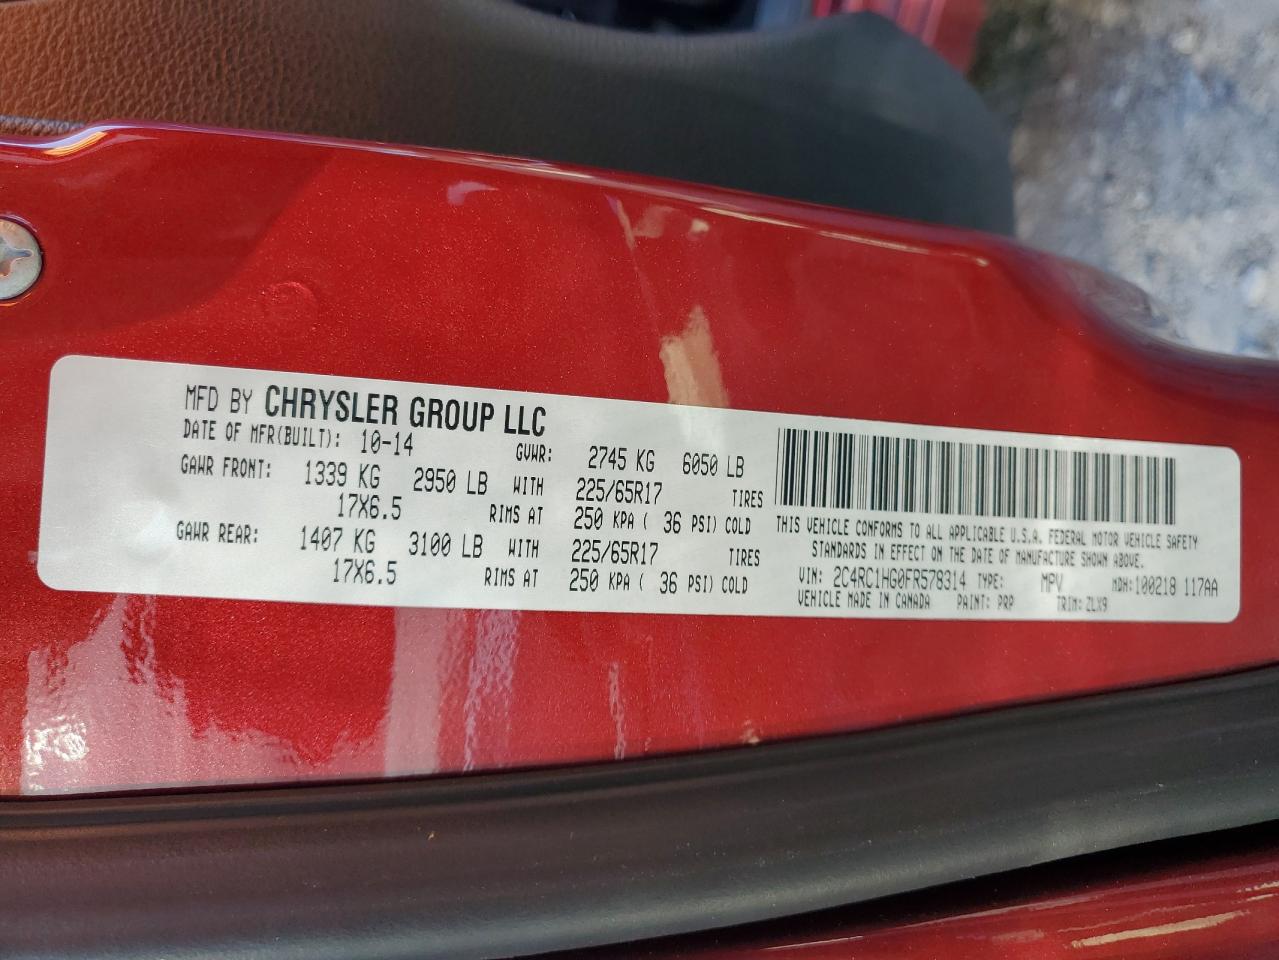 MFD BY CHRYSLER GROUP LLC
DATE OF MFR(BUILT): 10-14 GVWR: 2745 KG 6050 LB
GAWR FRONT: 1339 KG 2950 LB WITH 225/65R17 TIRES
17X6.5 RIMS AT 250 KPA ( 36 PSI) COLD
GAWR REAR: 1407 KG 3100 LB WITH 225/65R17 TIRES
17X6.5 RIMS AT 250 KPA ( 36 PSI) COLD
THIS VEHICLE CONFORMS TO ALL APPLICABLE U.S.A. FEDERAL MOTOR VEHICLE SAFETY
STANDARDS IN EFFECT ON THE DATE OF MANUFACTURE SHOWN ABOVE.
VIN: 2C4RC1HG0FR578314 TYPE: MPV MDH:100218 117AA
VEHICLE MADE IN CANADA PAINT: PRP TRIM: ZLX9